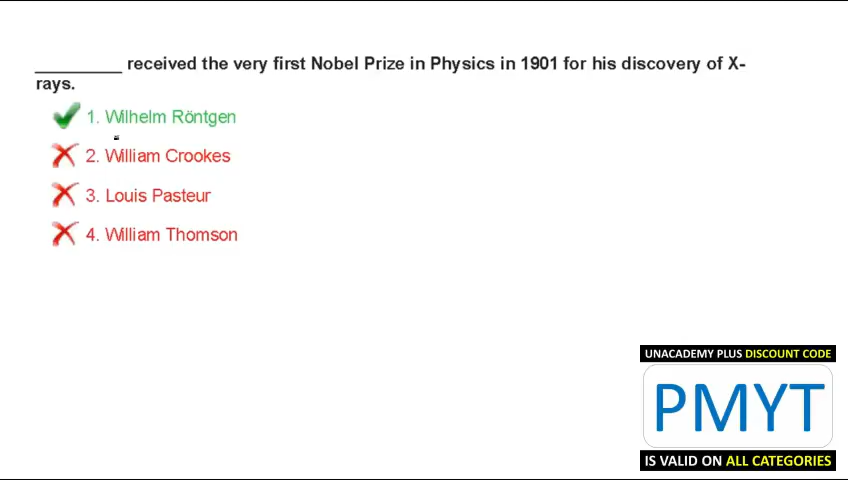 _________ received the very first Nobel Prize in Physics in 1901 for his discovery of X-
rays.
1. Wilhelm Röntgen
2. William Crookes
3. Louis Pasteur
4. William Thomson
UNACADEMY PLUS DISCOUNT CODE
PMYT
IS VALID ON ALL CATEGORIES